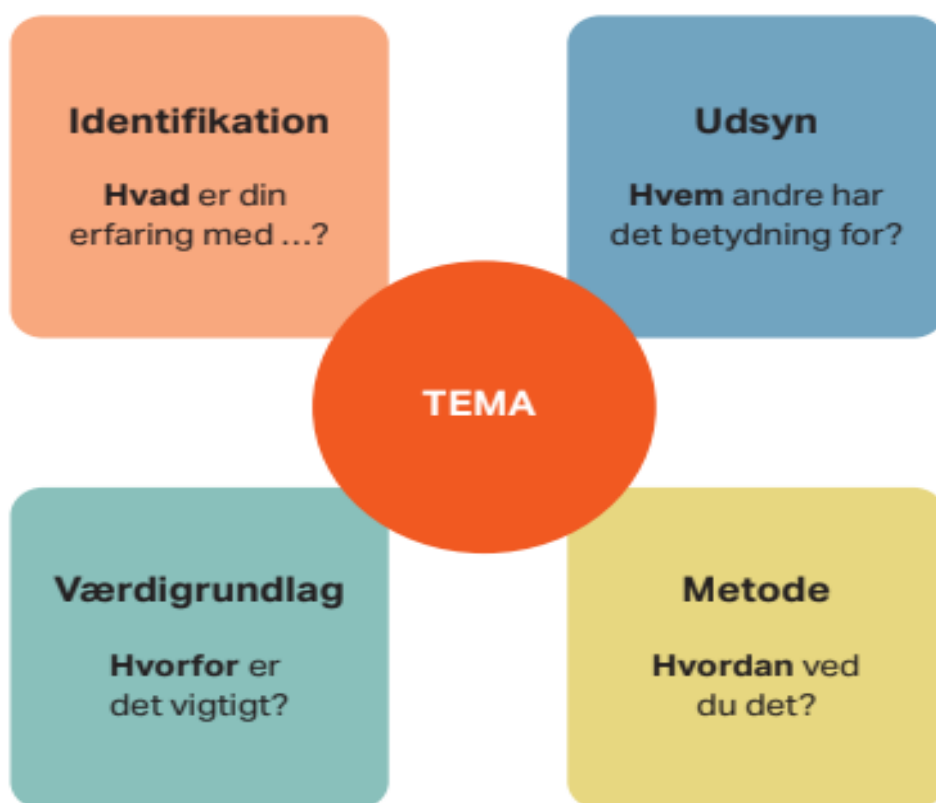 Identifikation
Hvad er din
erfaring med ...?
Udsyn
Hvem andre har
det betydning for?
TEMA
Værdigrundlag
Hvorfor er
det vigtigt?
Metode
Hvordan ved
du det?